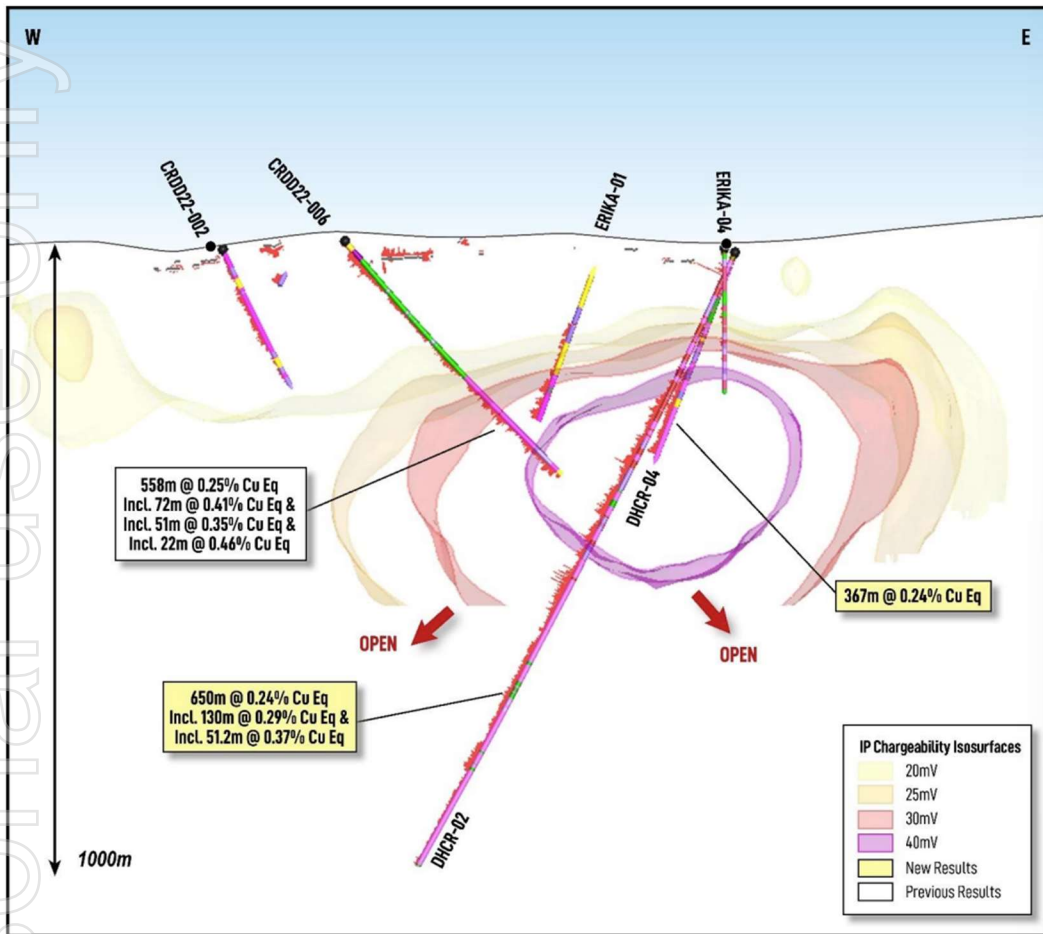 W
E
CRDD22-002
CRDD22-006
ERIKA-01
ERIKA-04
558m @ 0.25% Cu Eq
Incl. 72m @ 0.41% Cu Eq &
Incl. 51m @ 0.35% Cu Eq &
Incl. 22m @ 0.46% Cu Eq
DHCR-04
367m @ 0.24% Cu Eq
OPEN
OPEN
650m @ 0.24% Cu Eq
Incl. 130m @ 0.29% Cu Eq &
Incl. 51.2m @ 0.37% Cu Eq
DHCR-02
1000m
IP Chargeability Isosurfaces
20mV
25mV
30mV
40mV
New Results
Previous Results